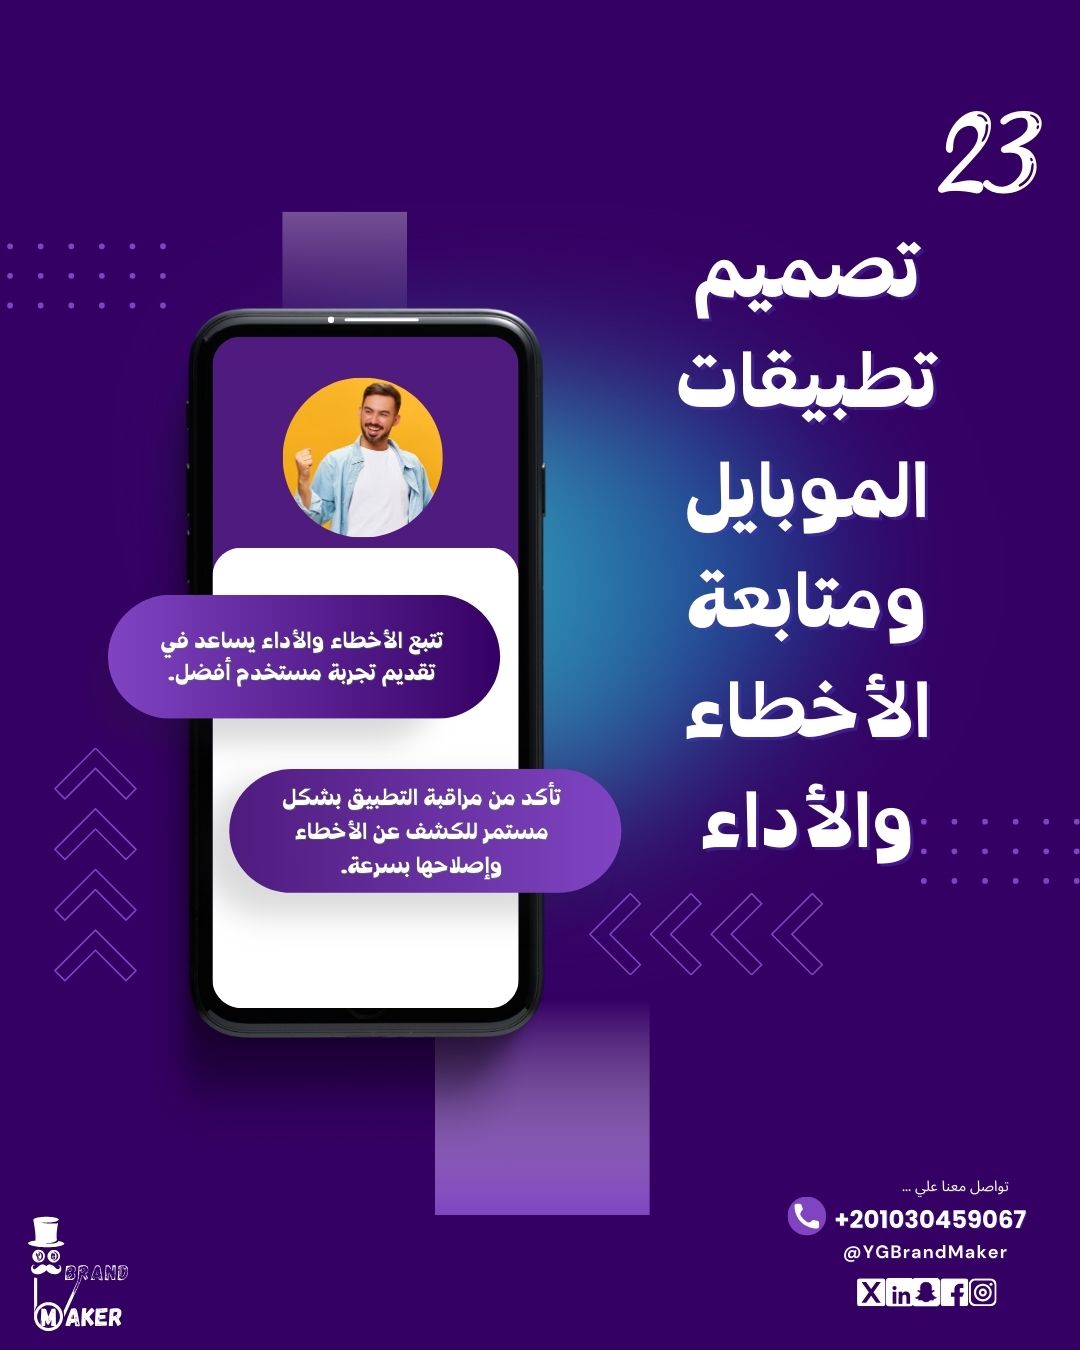 23
تصميم
تطبيقات
الموبايل
ومتابعة
الأخطاء
والأداء
تتبع الأخطاء والأداء يساعد في
تقديم تجربة مستخدم أفضل.
تأكد من مراقبة التطبيق بشكل
مستمر للكشف عن الأخطاء
وإصلاحها بسرعة.
تواصل معنا علي ...
+201030459067
@YGBrandMaker
BRAND
MAKER